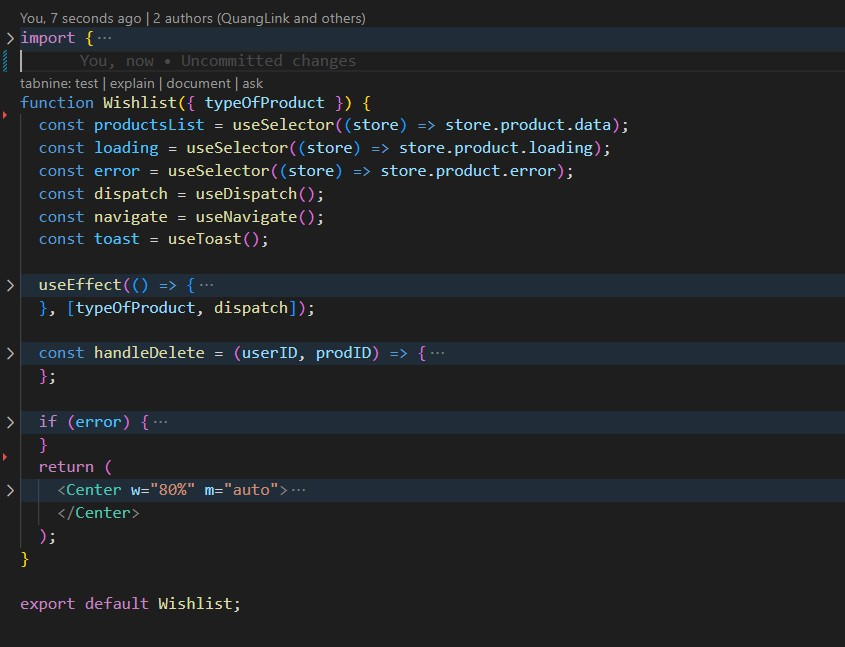 You, 7 seconds ago | 2 authors (QuangLink and others)
import {···
You, now • Uncommitted changes
tabnine: test | explain | document | ask
function Wishlist({ typeOfProduct }) {
  const productsList = useSelector((store) => store.product.data);
  const loading = useSelector((store) => store.product.loading);
  const error = useSelector((store) => store.product.error);
  const dispatch = useDispatch();
  const navigate = useNavigate();
  const toast = useToast();
  useEffect(() => {···
  }, [typeOfProduct, dispatch]);
  const handleDelete = (userID, prodID) => {···
  };
  if (error) {···
  }
  return (
    <Center w="80%" m="auto">···
    </Center>
  );
}
export default Wishlist;